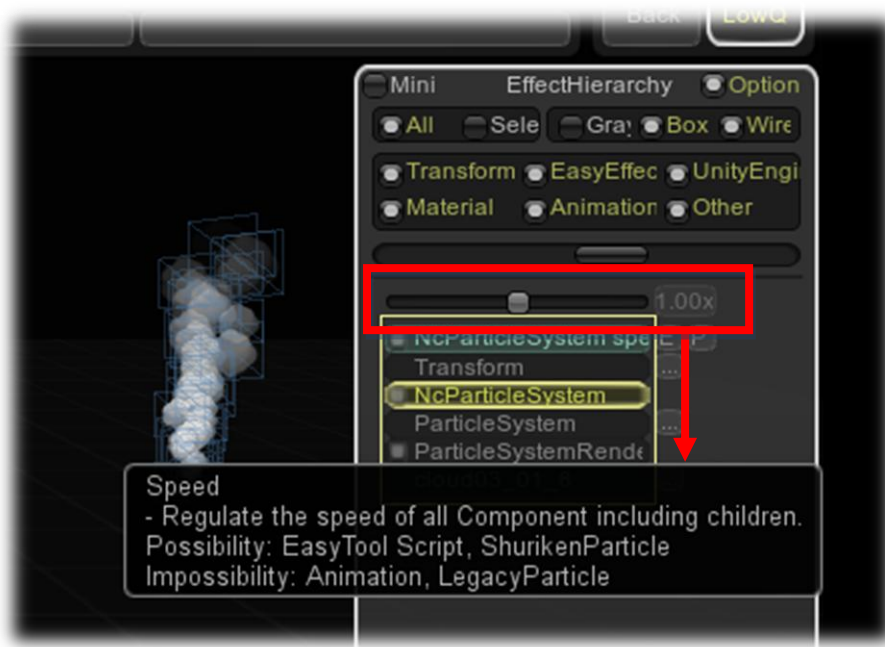 Back LowQ
Mini EffectHierarchy Option
All Sele Gray Box Wire
Transform EasyEffec UnityEngi
Material Animation Other
1.00x
NcParticleSystem spe E P
Transform ...
NcParticleSystem
ParticleSystem ...
ParticleSystemRende
Speed
- Regulate the speed of all Component including children.
Possibility: EasyTool Script, ShurikenParticle
Impossibility: Animation, LegacyParticle